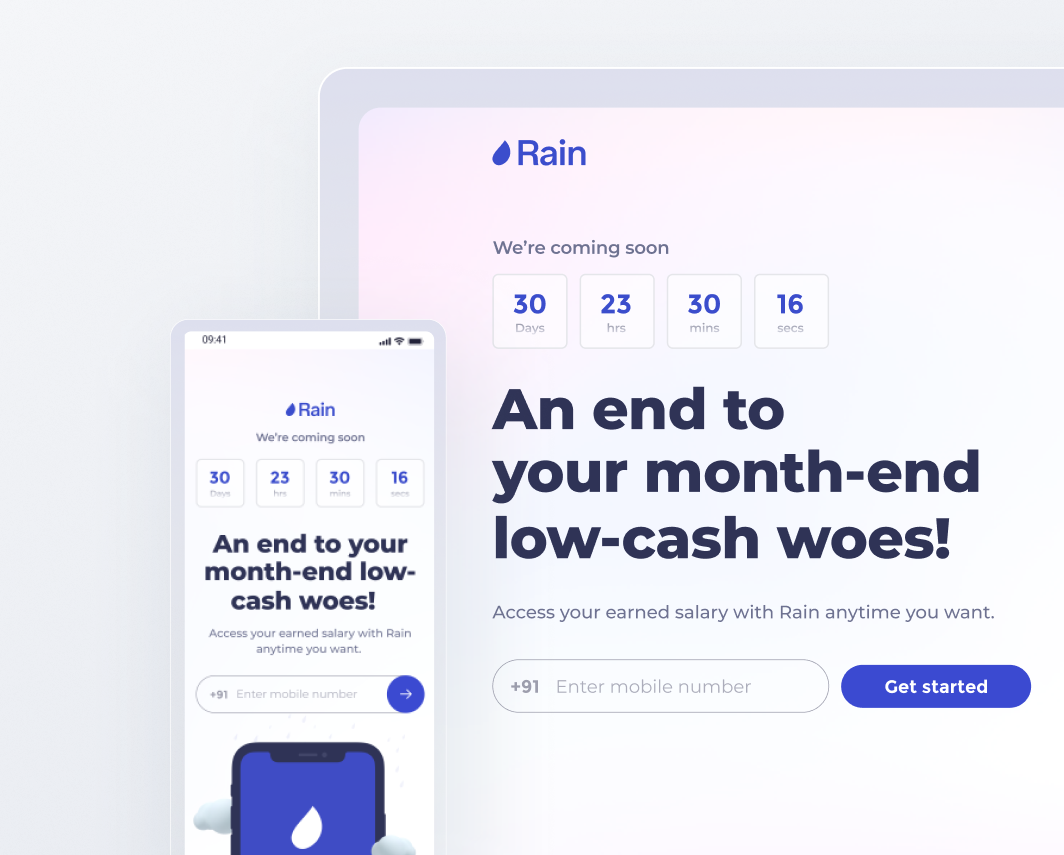 Rain
We're coming soon
30 23 30 16
Days hrs mins secs
An end to
your month-end
low-cash woes!
Access your earned salary with Rain anytime you want.
+91 Enter mobile number Get started
09:41
Rain
We're coming soon
30 23 30 16
Days hrs mins secs
An end to your
month-end low-
cash woes!
Access your earned salary with Rain
anytime you want.
+91 Enter mobile number